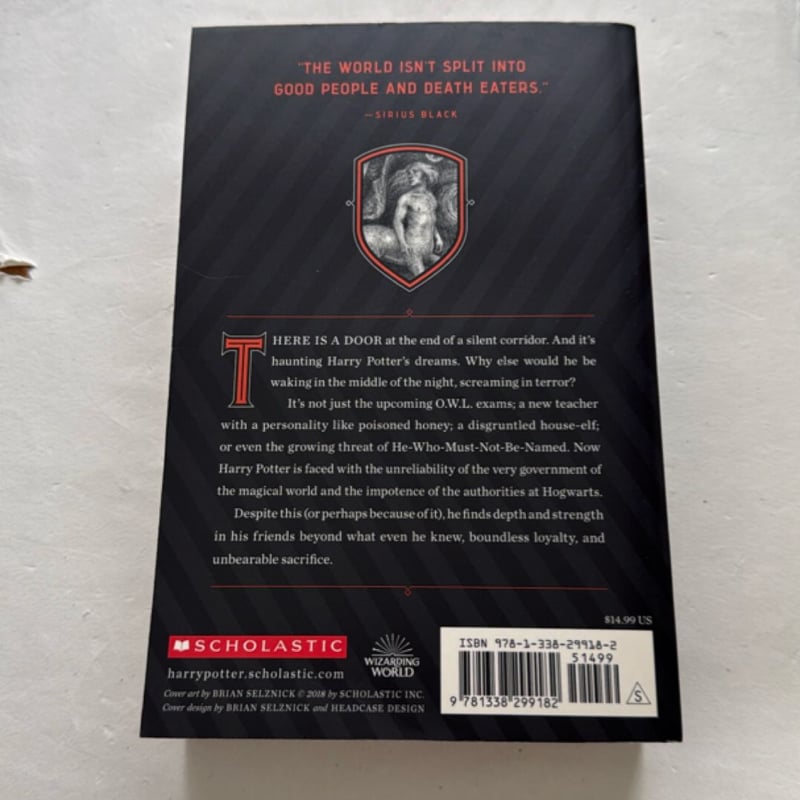 "THE WORLD ISN'T SPLIT INTO
GOOD PEOPLE AND DEATH EATERS."
—SIRIUS BLACK
THERE IS A DOOR at the end of a silent corridor. And it's
haunting Harry Potter's dreams. Why else would he be
waking in the middle of the night, screaming in terror?
It's not just the upcoming O.W.L. exams; a new teacher
with a personality like poisoned honey; a disgruntled house-elf;
or even the growing threat of He-Who-Must-Not-Be-Named. Now
Harry Potter is faced with the unreliability of the very government of
the magical world and the impotence of the authorities at Hogwarts.
Despite this (or perhaps because of it), he finds depth and strength
in his friends beyond what even he knew, boundless loyalty, and
unbearable sacrifice.
$14.99 US
SCHOLASTIC
harrypotter.scholastic.com
WIZARDING
WORLD
Cover art by BRIAN SELZNICK © 2018 by SCHOLASTIC INC.
Cover design by BRIAN SELZNICK and HEADCASE DESIGN
ISBN 978-1-338-29918-2
51499
9 781338 299182
S